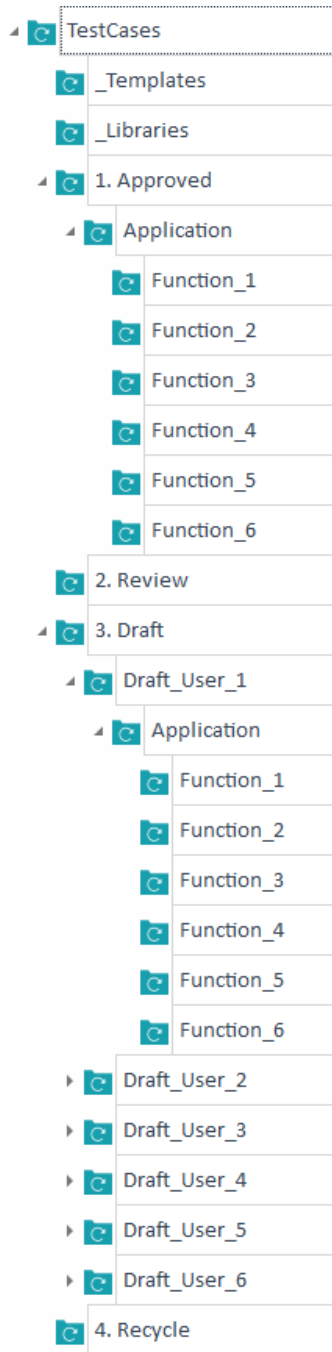 TestCases
_Templates
_Libraries
1. Approved
Application
Function_1
Function_2
Function_3
Function_4
Function_5
Function_6
2. Review
3. Draft
Draft_User_1
Application
Function_1
Function_2
Function_3
Function_4
Function_5
Function_6
Draft_User_2
Draft_User_3
Draft_User_4
Draft_User_5
Draft_User_6
4. Recycle